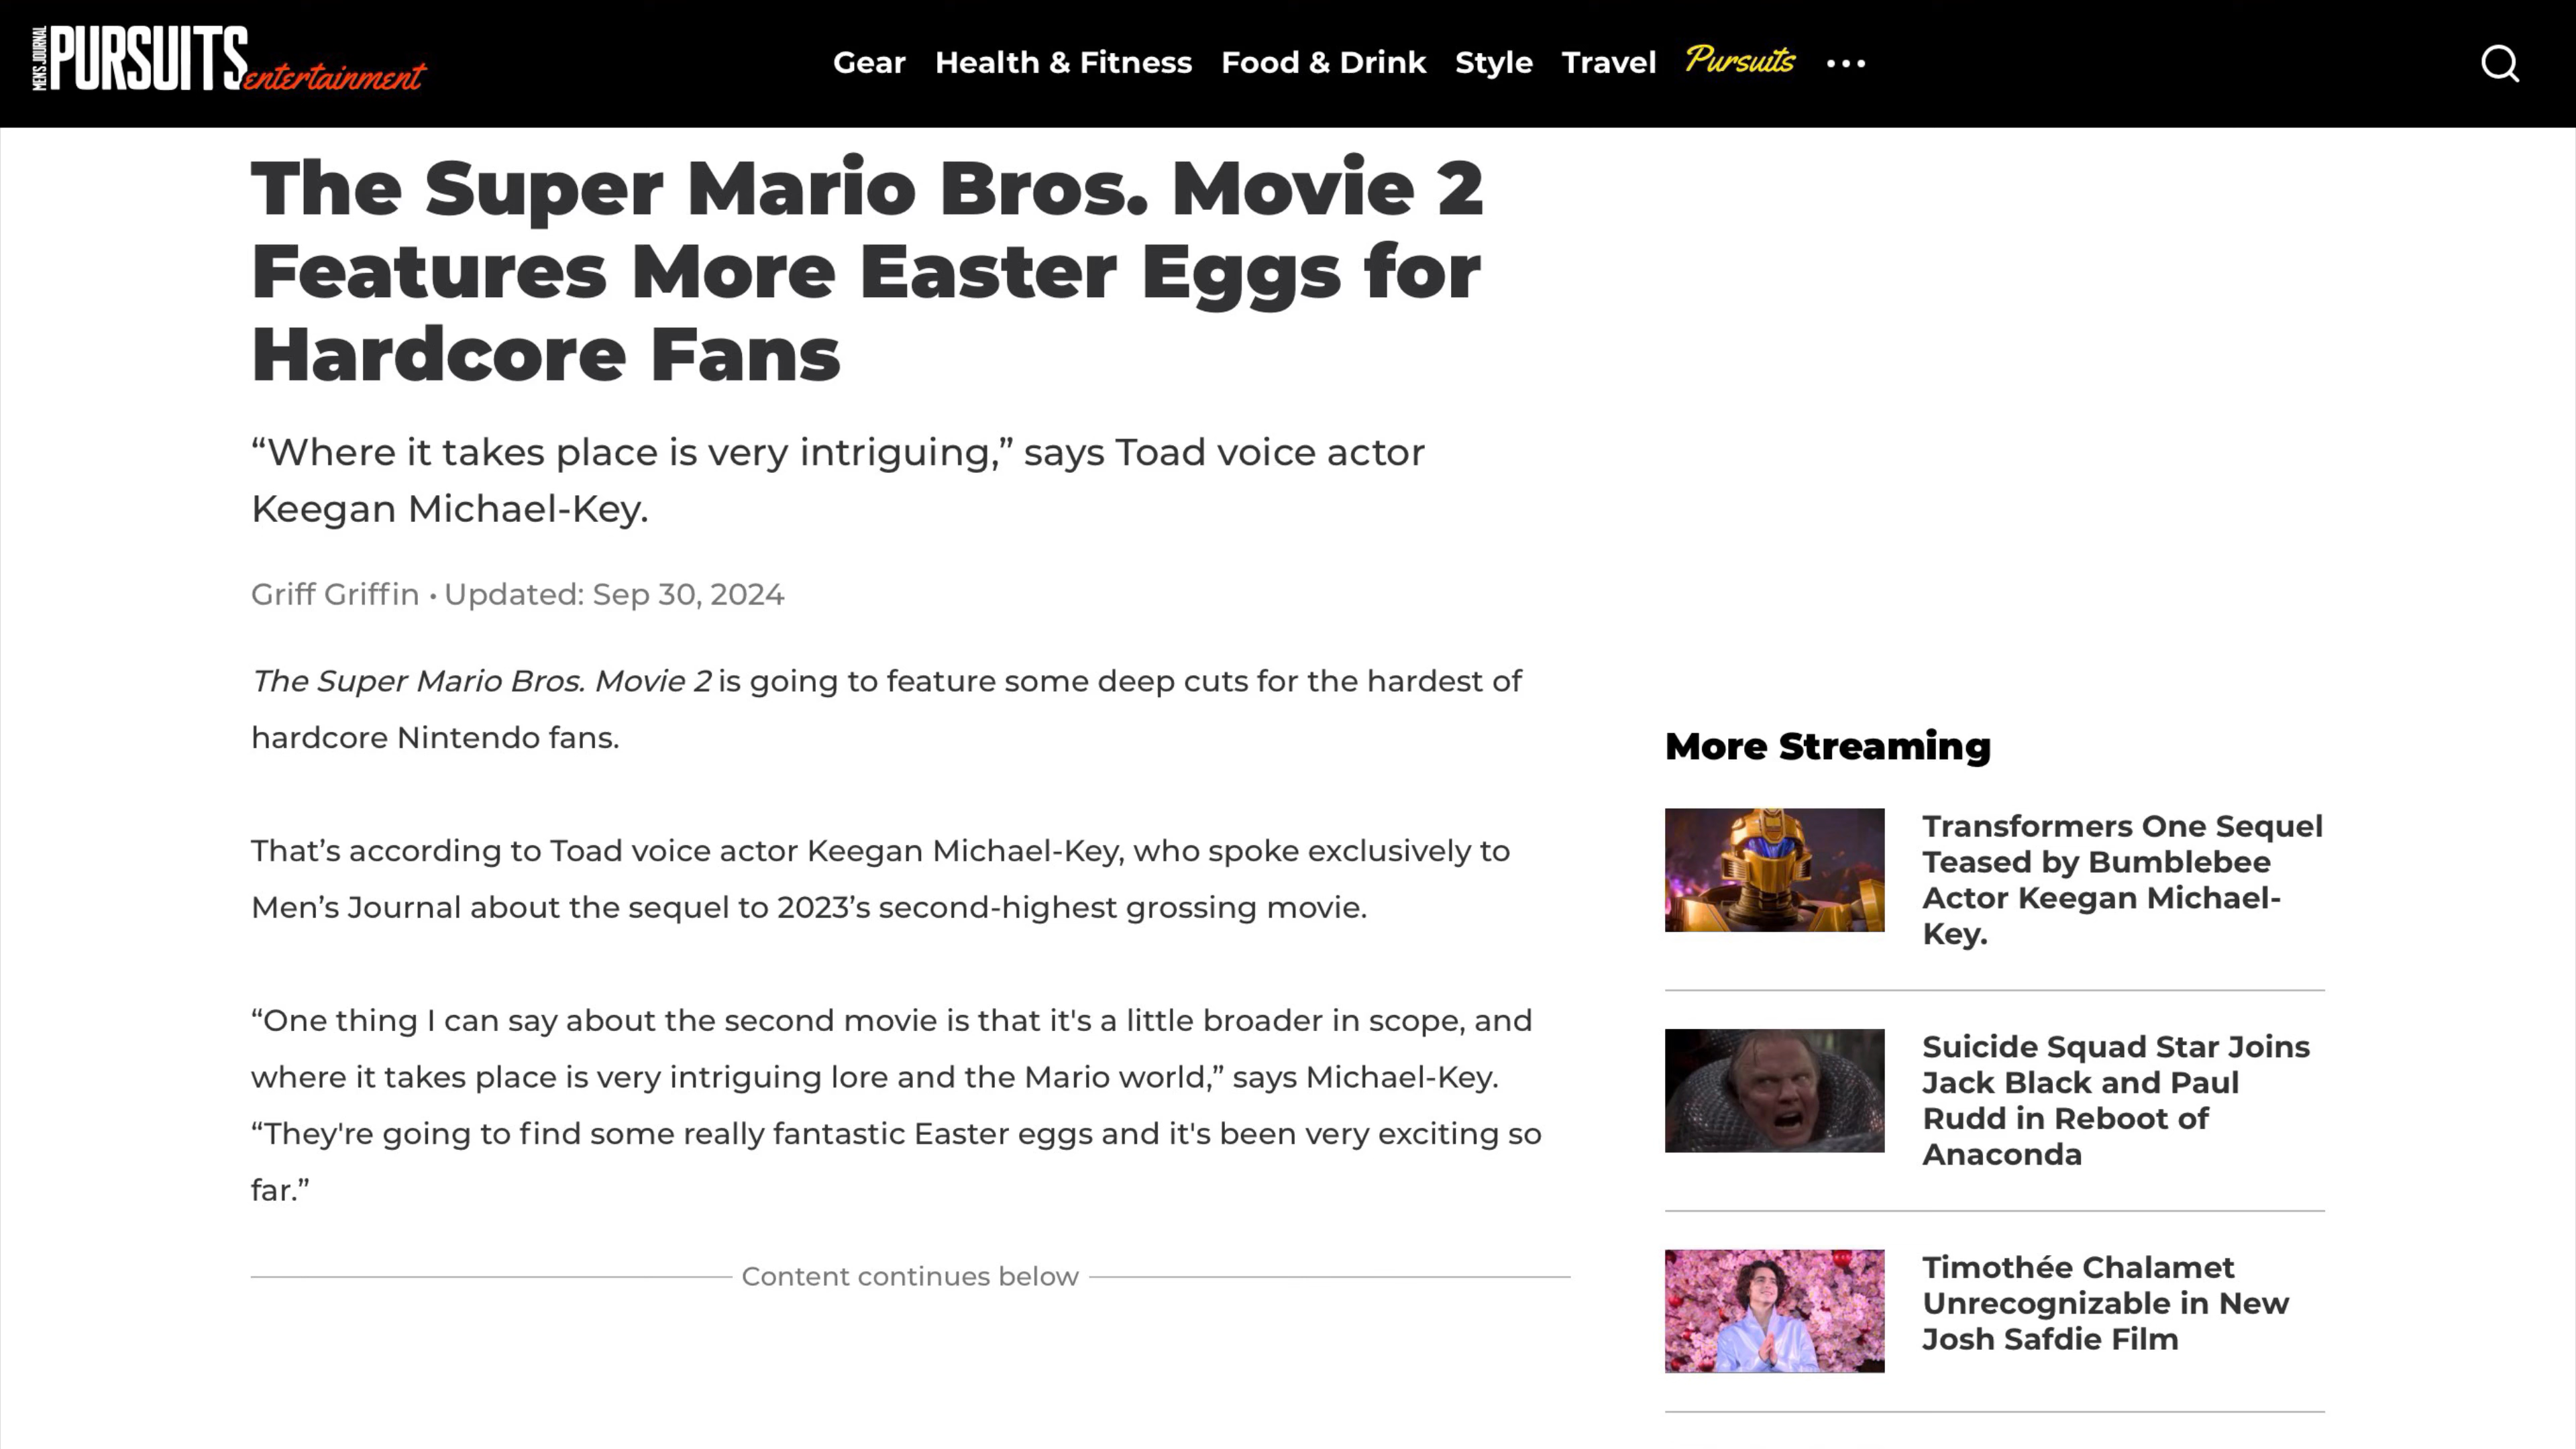 MEN'S JOURNAL
PURSUITS entertainment
Gear Health & Fitness Food & Drink Style Travel Pursuits
The Super Mario Bros. Movie 2
Features More Easter Eggs for
Hardcore Fans
“Where it takes place is very intriguing,” says Toad voice actor
Keegan Michael-Key.
Griff Griffin • Updated: Sep 30, 2024
The Super Mario Bros. Movie 2 is going to feature some deep cuts for the hardest of
hardcore Nintendo fans.
That’s according to Toad voice actor Keegan Michael-Key, who spoke exclusively to
Men’s Journal about the sequel to 2023’s second-highest grossing movie.
“One thing I can say about the second movie is that it's a little broader in scope, and
where it takes place is very intriguing lore and the Mario world,” says Michael-Key.
“They're going to find some really fantastic Easter eggs and it's been very exciting so
far.”
Content continues below
More Streaming
Transformers One Sequel
Teased by Bumblebee
Actor Keegan Michael-
Key.
Suicide Squad Star Joins
Jack Black and Paul
Rudd in Reboot of
Anaconda
Timothée Chalamet
Unrecognizable in New
Josh Safdie Film